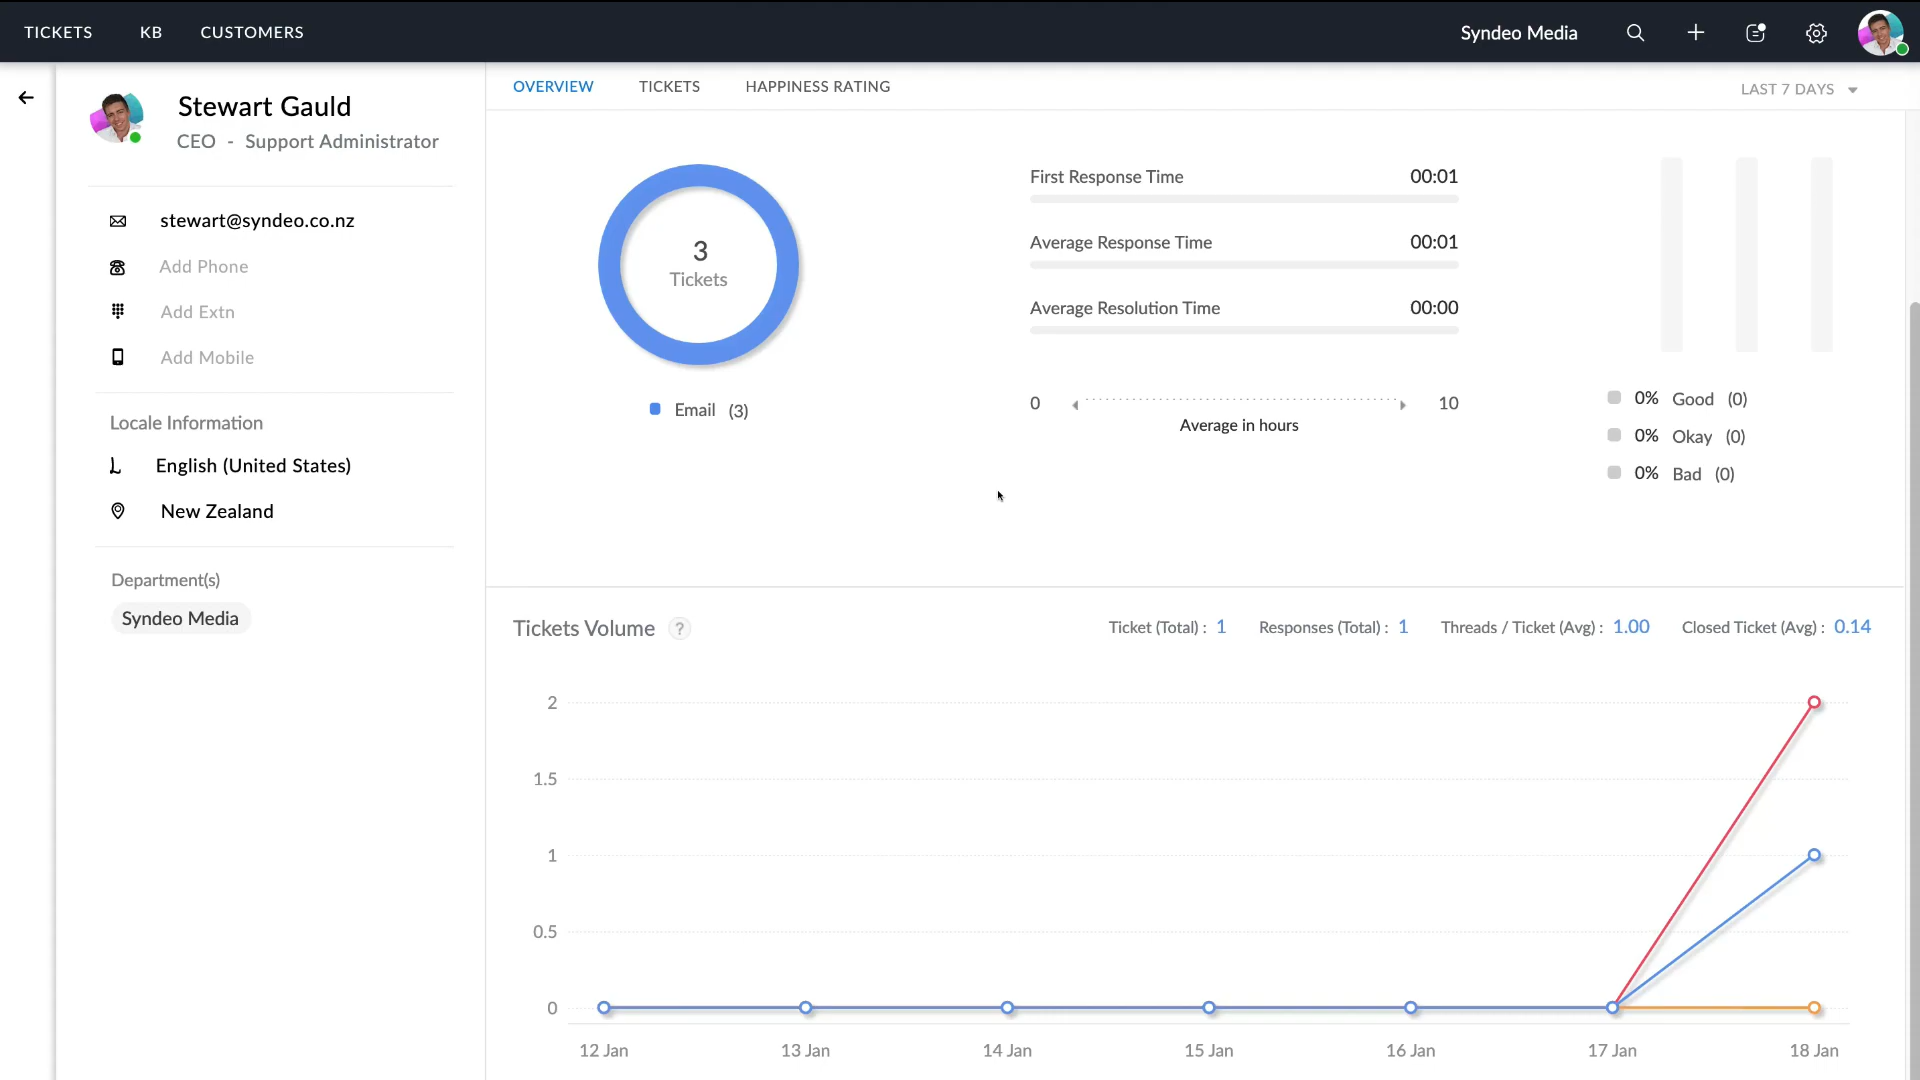 TICKETS KB CUSTOMERS Syndeo Media
Stewart Gauld
CEO - Support Administrator
stewart@syndeo.co.nz
Add Phone
Add Extn
Add Mobile
Locale Information
English (United States)
New Zealand
Department(s)
Syndeo Media
OVERVIEW TICKETS HAPPINESS RATING LAST 7 DAYS
3
Tickets
Email (3)
First Response Time 00:01
Average Response Time 00:01
Average Resolution Time 00:00
0 10
Average in hours
0% Good (0)
0% Okay (0)
0% Bad (0)
Tickets Volume ? Ticket (Total) : 1 Responses (Total) : 1 Threads / Ticket (Avg) : 1.00 Closed Ticket (Avg) : 0.14
2
1.5
1
0.5
0
12 Jan 13 Jan 14 Jan 15 Jan 16 Jan 17 Jan 18 Jan